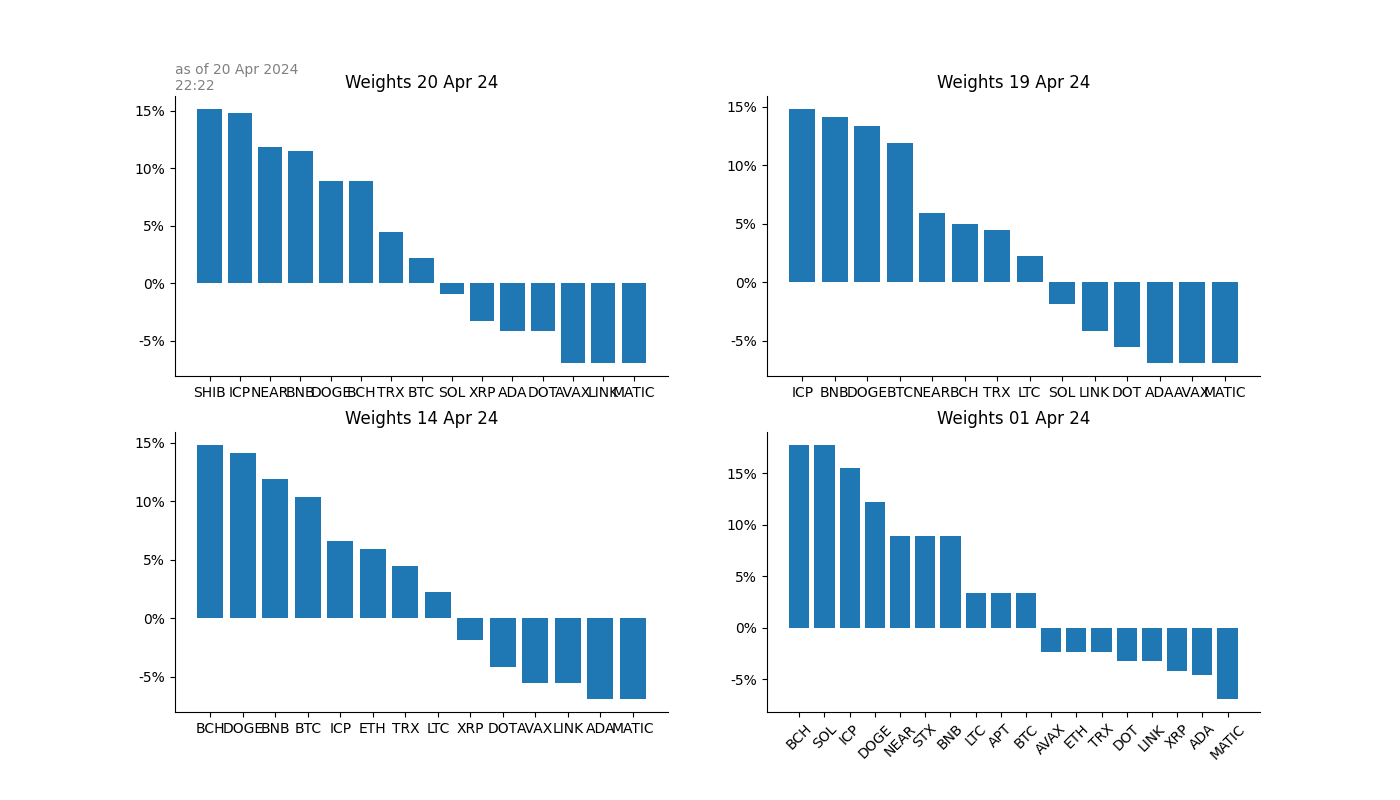 as of 20 Apr 2024
22:22
Weights 20 Apr 24
15%
10%
5%
0%
-5%
SHIB ICP NEAR BNB DOGE BCH TRX BTC SOL XRP ADA DOT AVAX LINK MATIC
Weights 19 Apr 24
15%
10%
5%
0%
-5%
ICP BNB DOGE BTC NEAR BCH TRX LTC SOL LINK DOT ADA AVAX MATIC
Weights 14 Apr 24
15%
10%
5%
0%
-5%
BCH DOGE BNB BTC ICP ETH TRX LTC XRP DOT AVAX LINK ADA MATIC
Weights 01 Apr 24
15%
10%
5%
0%
-5%
BCH SOL ICP DOGE NEAR STX BNB LTC APT BTC AVAX ETH TRX DOT LINK XRP ADA MATIC